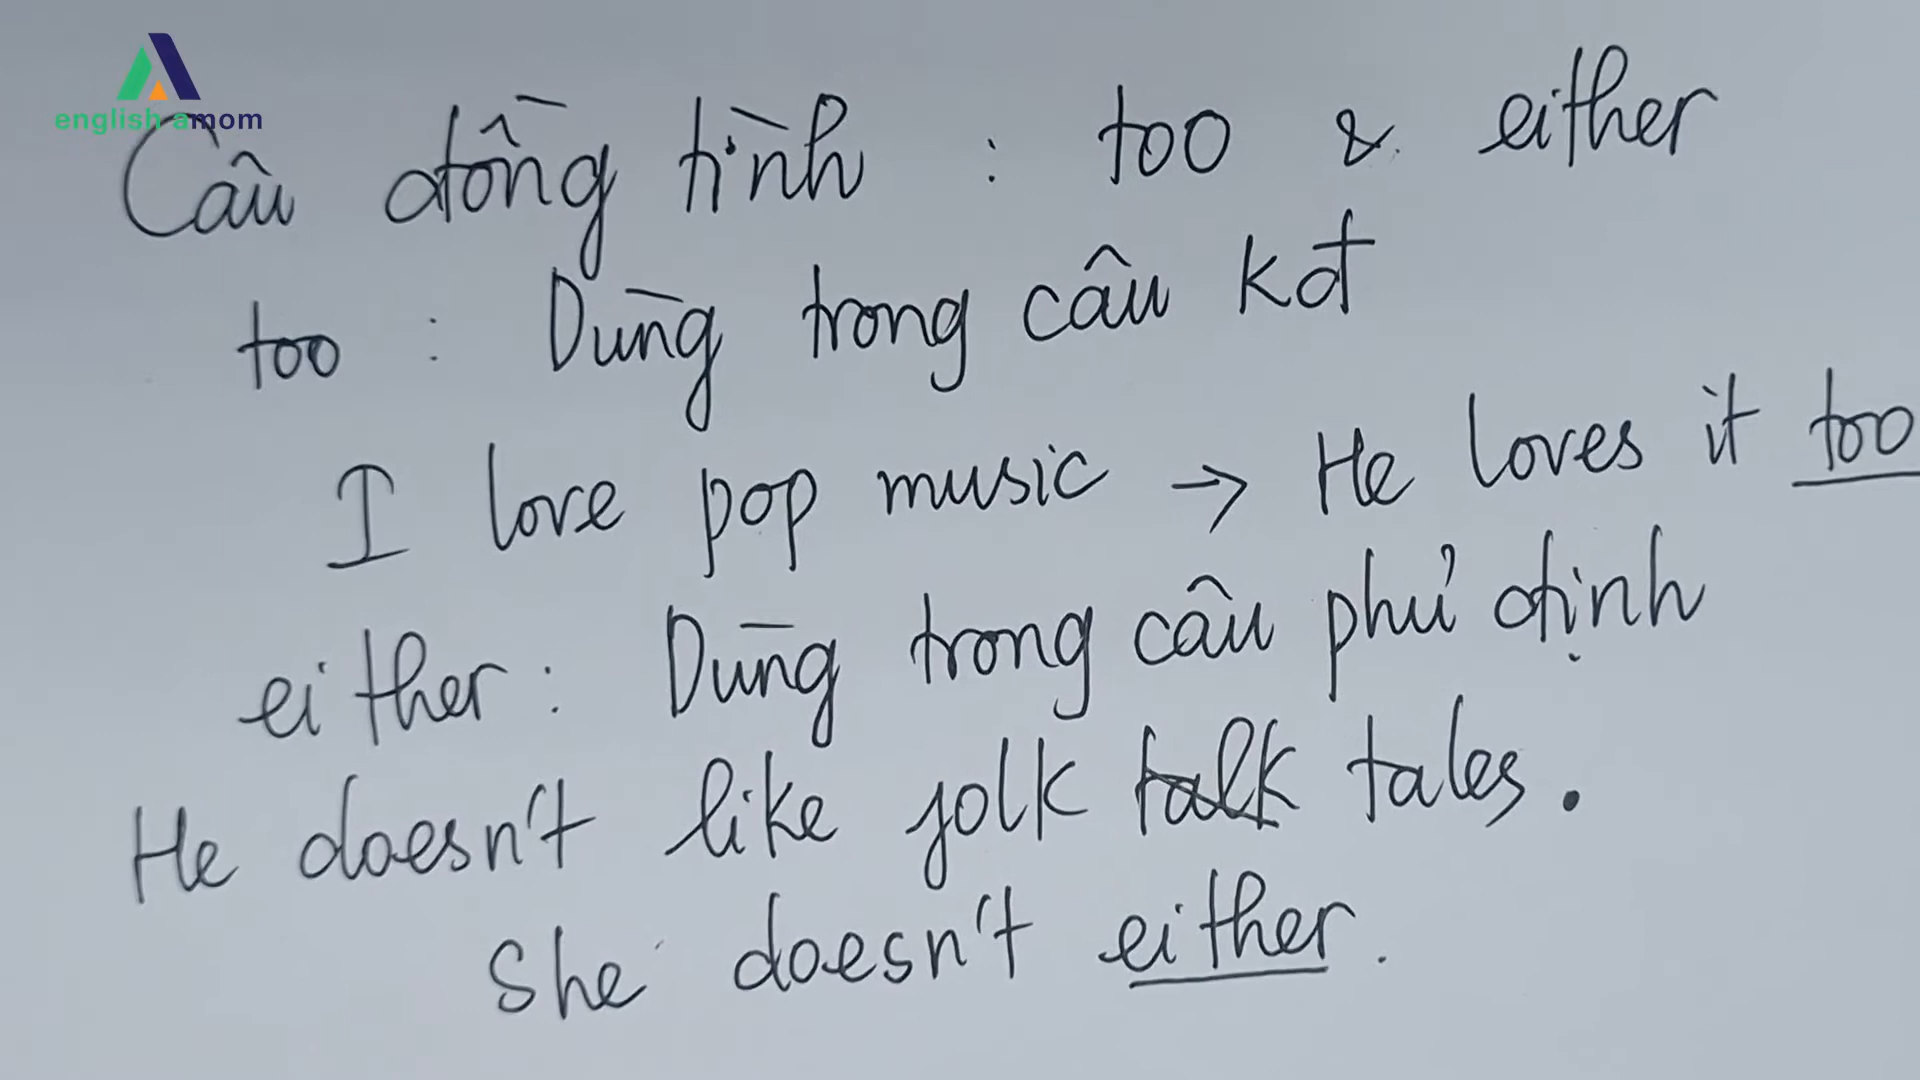 english amom
Câu đồng tình : too & either
too : Dùng trong câu kđ
I love pop music → He loves it too
either : Dùng trong câu phủ định
He doesn't like folk talk tales.
She doesn't either.